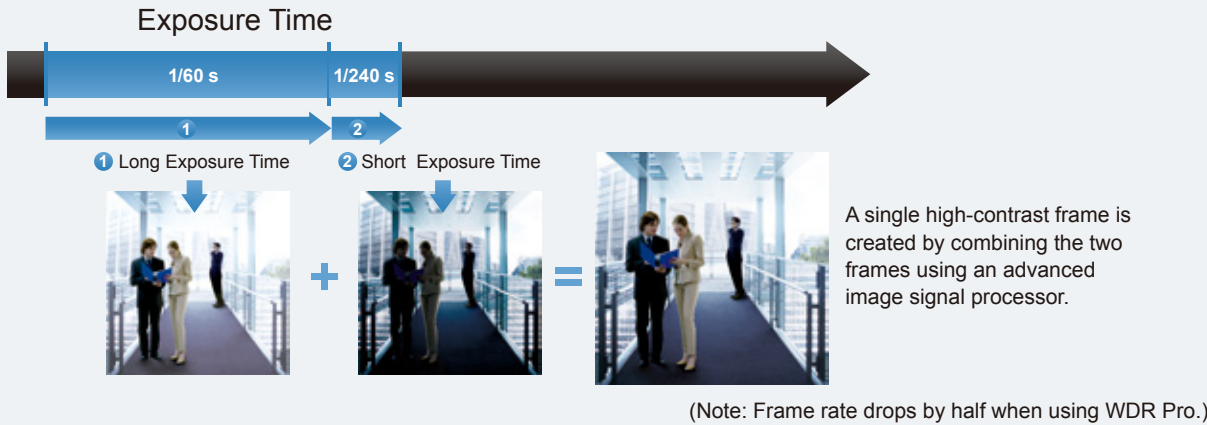 Exposure Time
1/60 s
1/240 s
1
2
1 Long Exposure Time
2 Short Exposure Time
+
=
A single high-contrast frame is
created by combining the two
frames using an advanced
image signal processor.
(Note: Frame rate drops by half when using WDR Pro.)